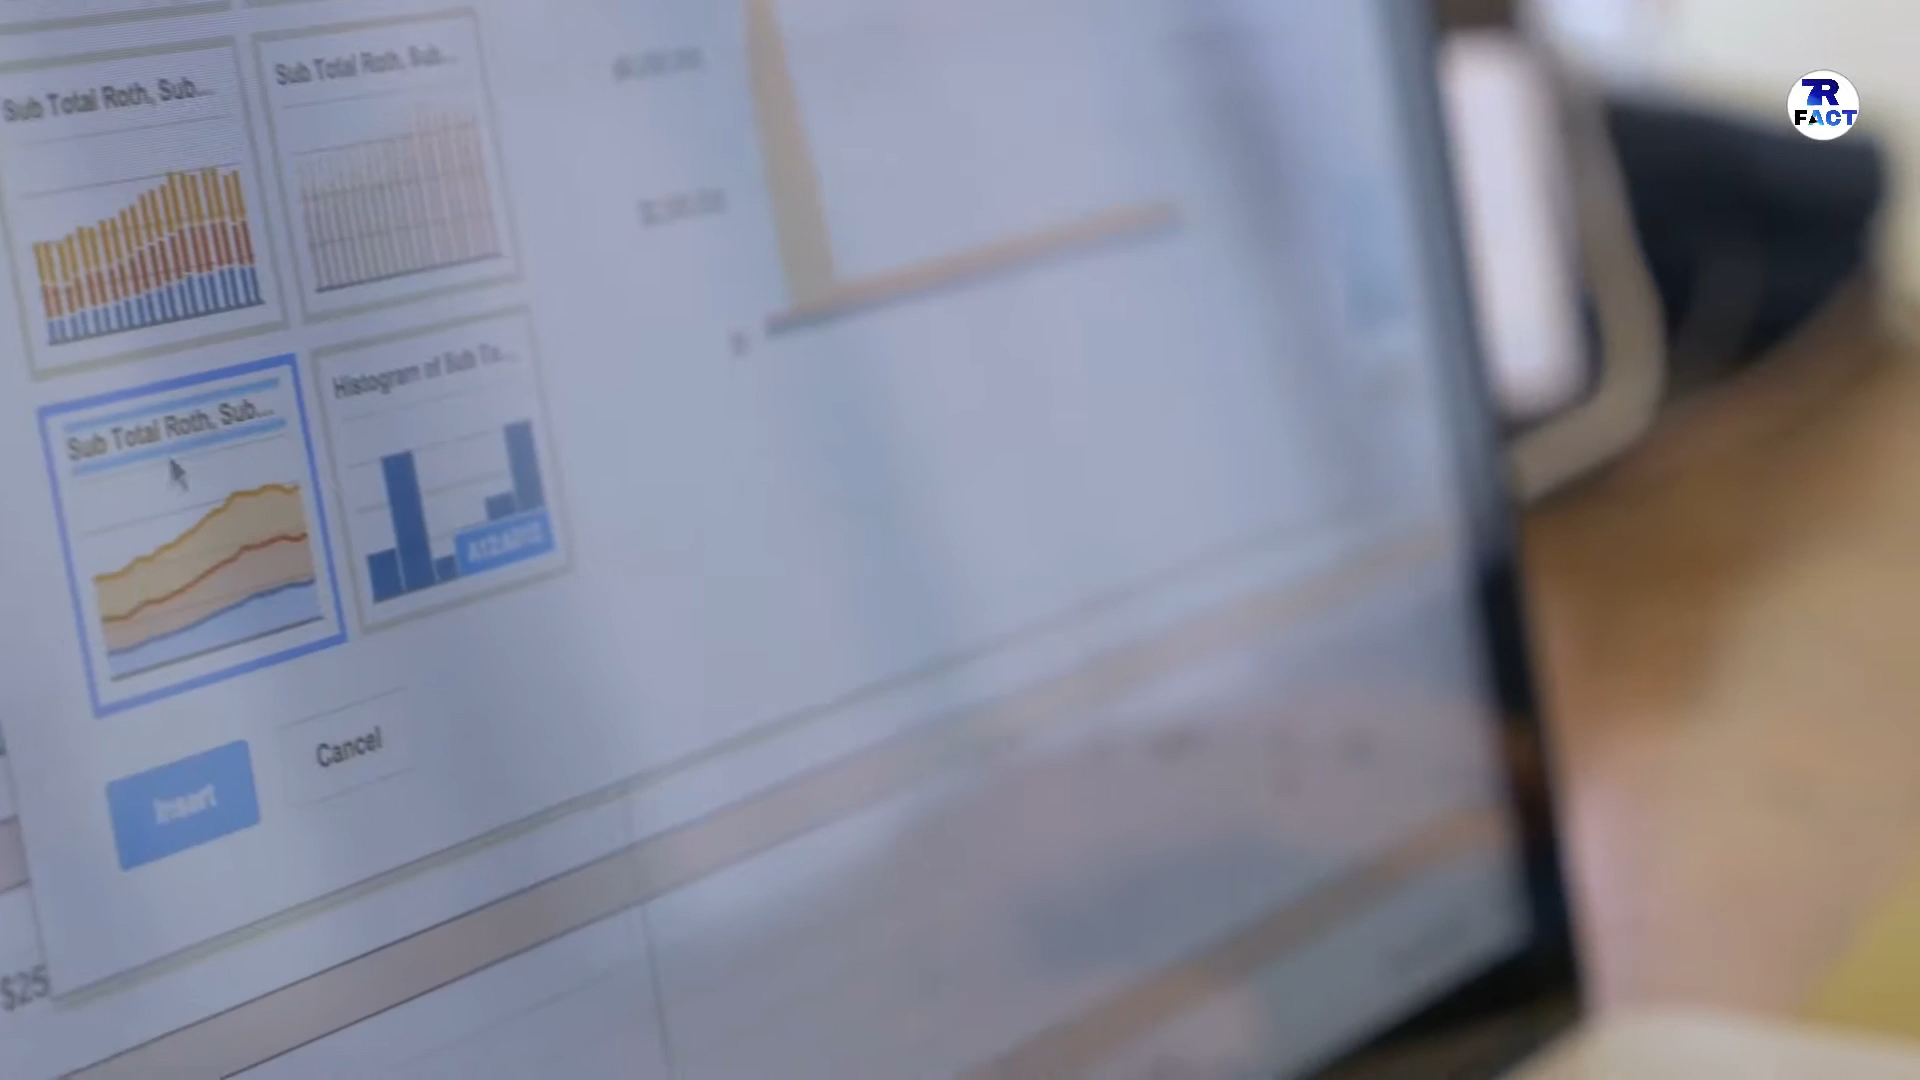 7R
FACT
Sub Total Roth, Sub...
Sub Total Roth, Sub...
Sub Total Roth, Sub...
Histogram of Sub To...
Insert
Cancel
$25